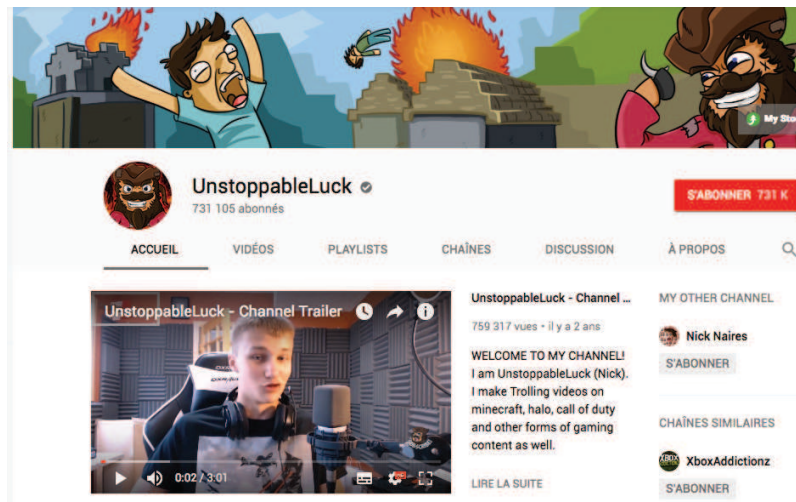 My Sto
UnstoppableLuck
731 105 abonnés
S'ABONNER 731 K
ACCUEIL VIDÉOS PLAYLISTS CHAÎNES DISCUSSION À PROPOS
UnstoppableLuck - Channel Trailer
0:02 / 3:01
UnstoppableLuck - Channel ...
759 317 vues • il y a 2 ans
WELCOME TO MY CHANNEL!
I am UnstoppableLuck (Nick).
I make Trolling videos on
minecraft, halo, call of duty
and other forms of gaming
content as well.
LIRE LA SUITE
MY OTHER CHANNEL
Nick Naires
S'ABONNER
CHAÎNES SIMILAIRES
XboxAddictionz
S'ABONNER